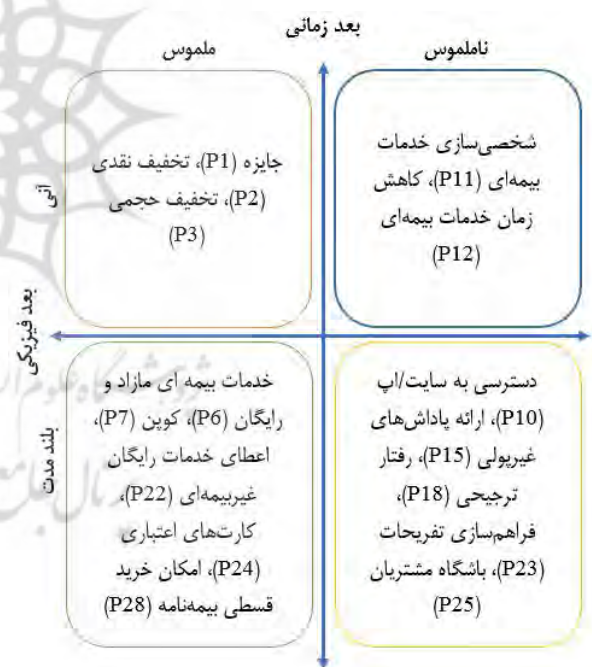 بعد زمانی
ناملموس
ملموس
شخصی‌سازی خدمات
بیمه‌ای (P11)، کاهش
زمان خدمات بیمه‌ای
(P12)
جایزه (P1)، تخفیف نقدی
(P2)، تخفیف حجمی
(P3)
آنی
بعد فیزیکی
دسترسی به سایت/اپ
(P10)، ارائه پاداش‌های
غیرپولی (P15)، رفتار
ترجیحی (P18)،
فراهم‌سازی تفریحات
(P23)، باشگاه مشتریان
(P25)
خدمات بیمه ای مازاد و
رایگان (P6)، کوپن (P7)،
اعطای خدمات رایگان
غیربیمه‌ای (P22)،
کارت‌های اعتباری
(P24)، امکان خرید
قسطی بیمه‌نامه (P28)
بلند مدت